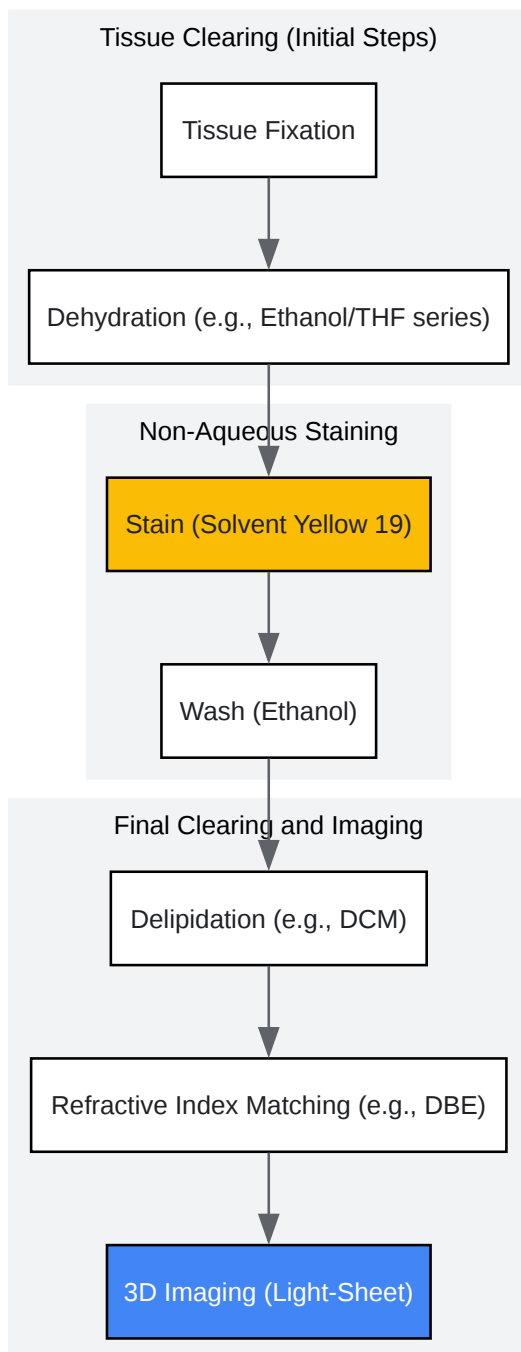 Tissue Clearing (Initial Steps)
Tissue Fixation
Dehydration (e.g., Ethanol/THF series)
Non-Aqueous Staining
Stain (Solvent Yellow 19)
Wash (Ethanol)
Final Clearing and Imaging
Delipidation (e.g., DCM)
Refractive Index Matching (e.g., DBE)
3D Imaging (Light-Sheet)